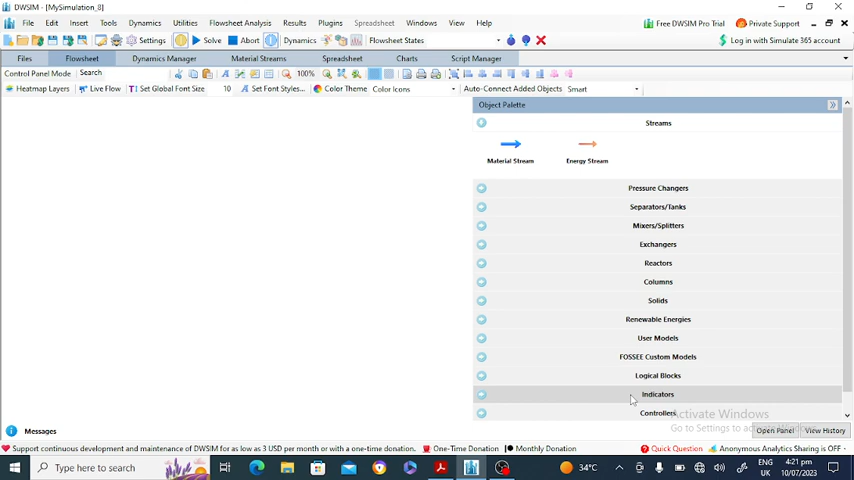 DWSIM - [MySimulation_8]
File Edit Insert Tools Dynamics Utilities Flowsheet Analysis Results Plugins Spreadsheet Windows View Help Free DWSIM Pro Trial Private Support
Settings Solve Abort Dynamics Flowsheet States Log in with Simulate 365 account
Files Flowsheet Dynamics Manager Material Streams Spreadsheet Charts Script Manager
Control Panel Mode Search 100%
Heatmap Layers Live Flow Set Global Font Size 10 Set Font Styles... Color Theme Color Icons Auto-Connect Added Objects Smart
Object Palette
Streams
Material Stream Energy Stream
Pressure Changers
Separators/Tanks
Mixers/Splitters
Exchangers
Reactors
Columns
Solids
Renewable Energies
User Models
FOSSEE Custom Models
Logical Blocks
Indicators
Controllers
Activate Windows
Go to Settings to activate
Messages Open Panel View History
Support continuous development and maintenance of DWSIM for as low as 3 USD per month or with a one-time donation. One-Time Donation Monthly Donation Quick Question Anonymous Analytics Sharing is OFF
Type here to search 34°C ENG UK 4:21 pm 10/07/2023